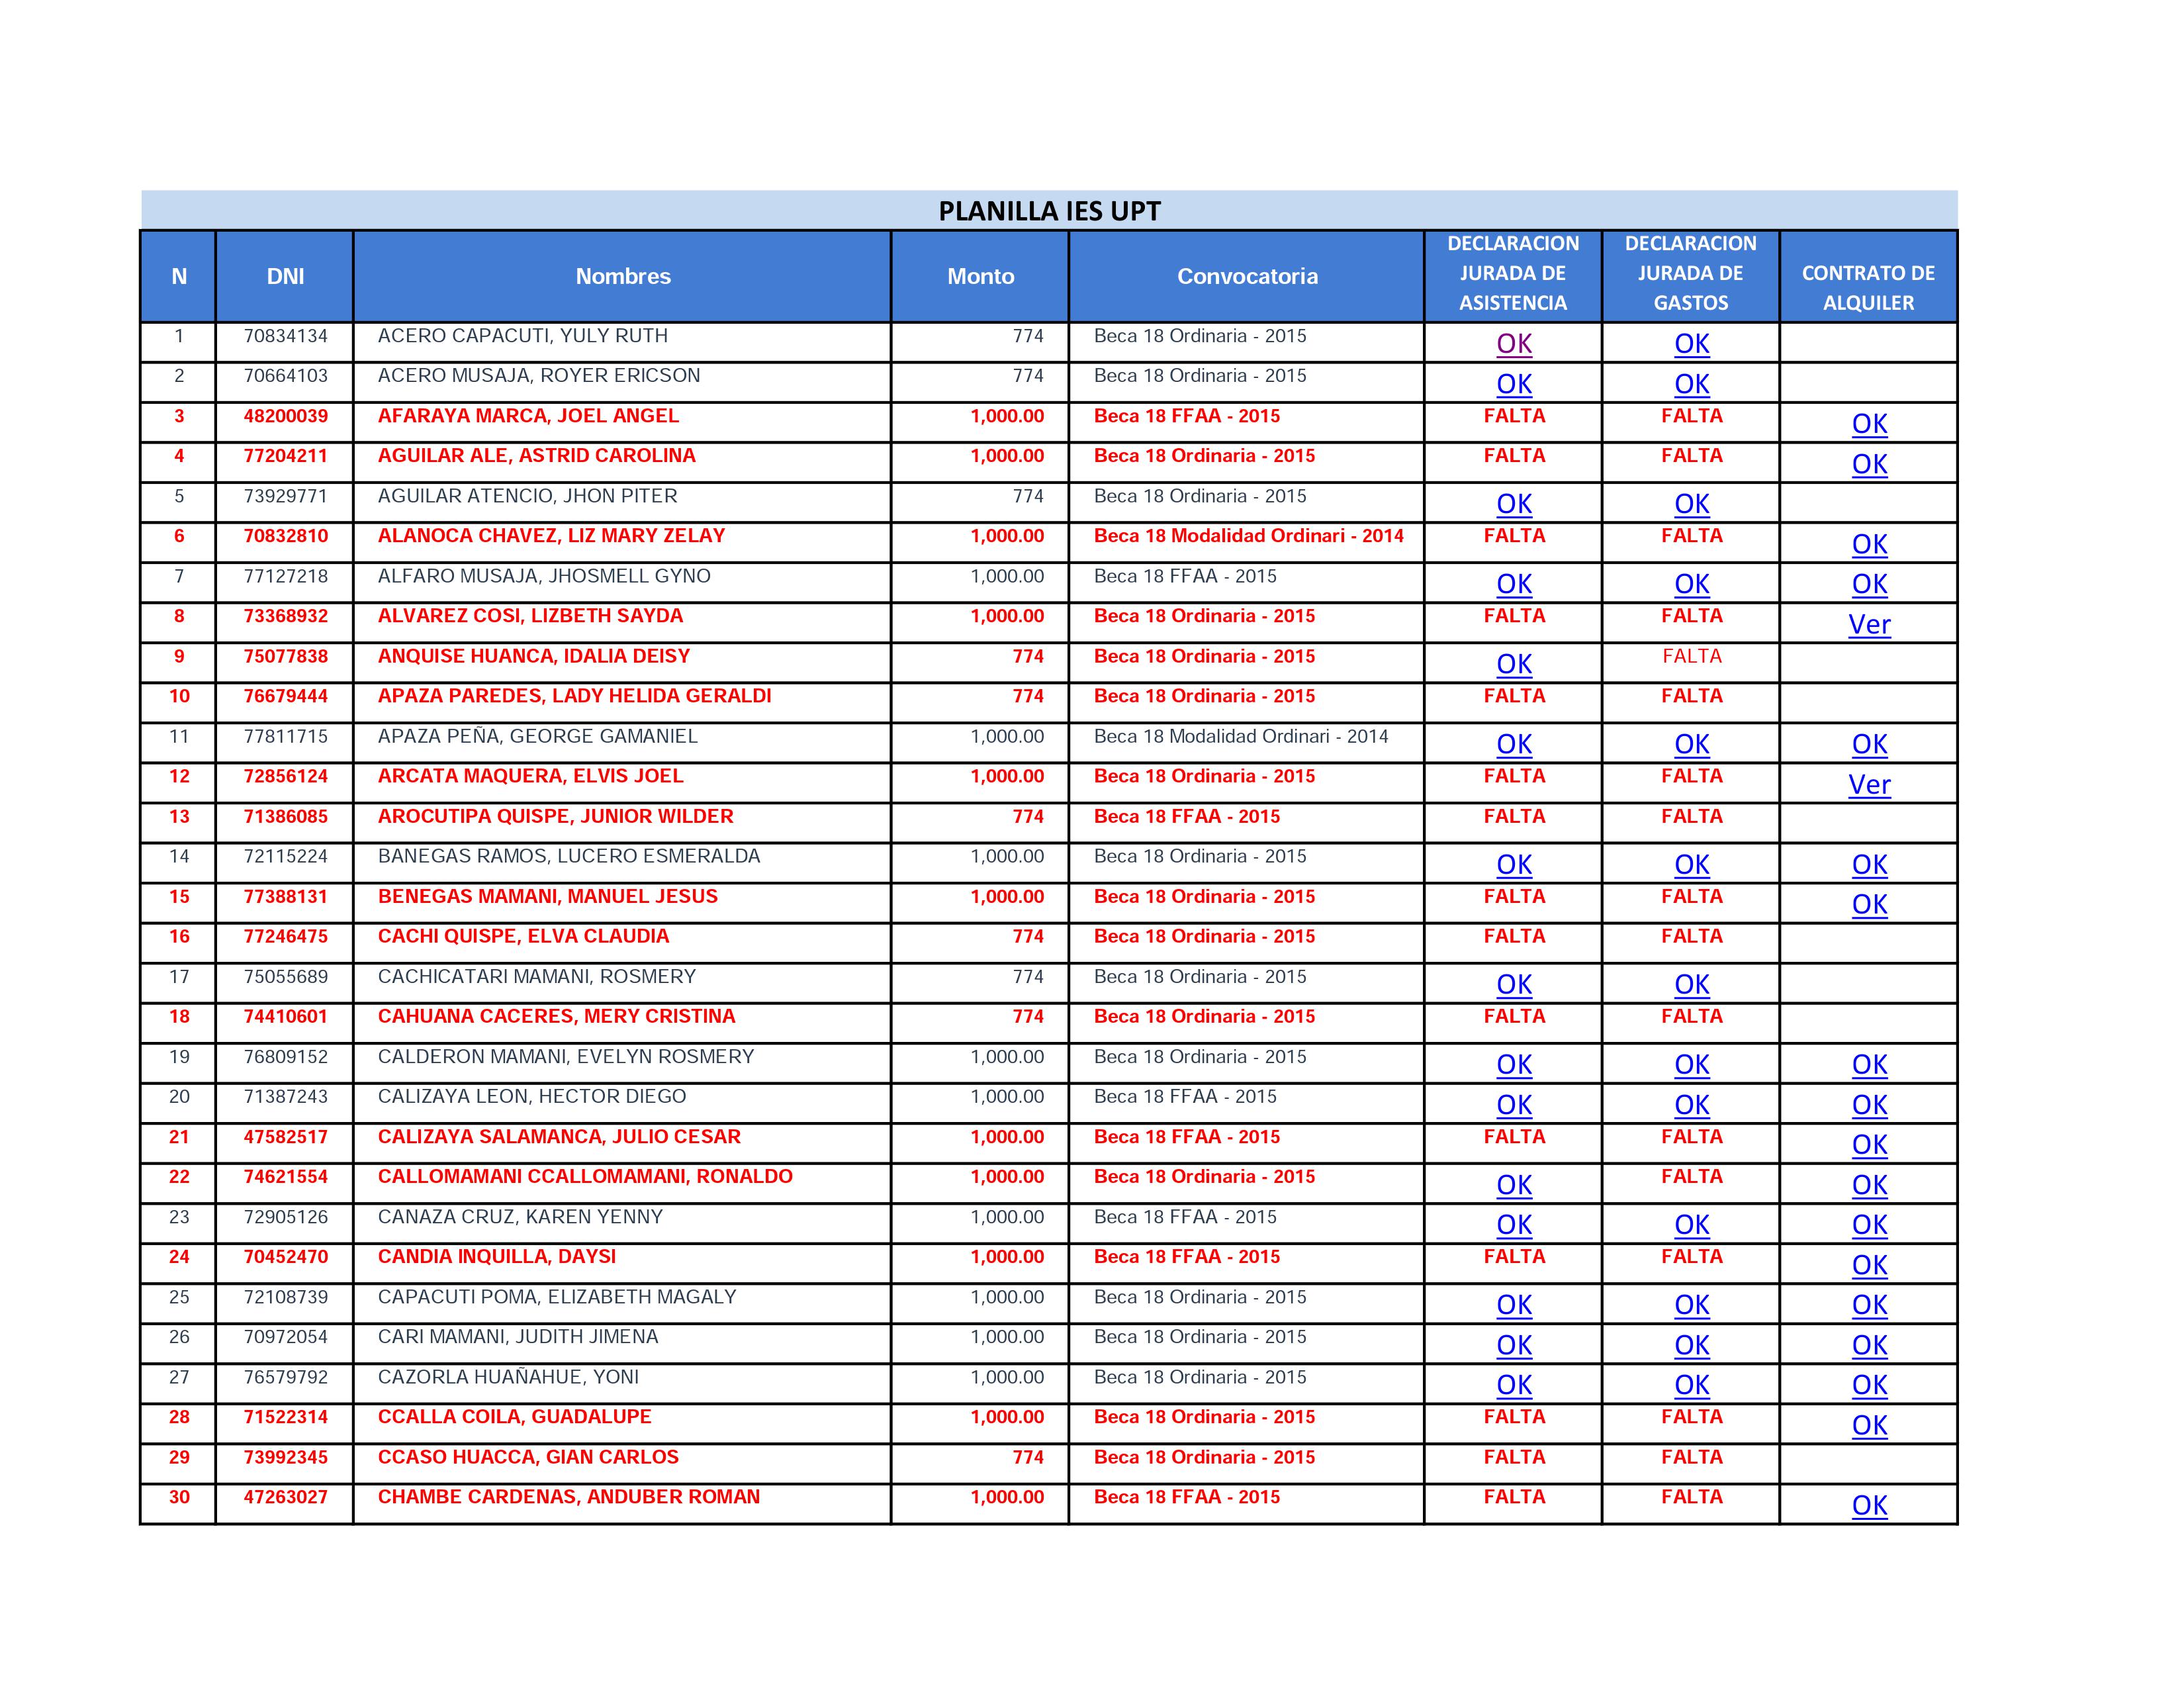 PLANILLA IES UPT
N DNI Nombres Monto Convocatoria DECLARACION JURADA DE ASISTENCIA DECLARACION JURADA DE GASTOS CONTRATO DE ALQUILER
1 70834134 ACERO CAPACUTI, YULY RUTH 774 Beca 18 Ordinaria - 2015 OK OK
2 70664103 ACERO MUSAJA, ROYER ERICSON 774 Beca 18 Ordinaria - 2015 OK OK
3 48200039 AFARAYA MARCA, JOEL ANGEL 1,000.00 Beca 18 FFAA - 2015 FALTA FALTA OK
4 77204211 AGUILAR ALE, ASTRID CAROLINA 1,000.00 Beca 18 Ordinaria - 2015 FALTA FALTA OK
5 73929771 AGUILAR ATENCIO, JHON PITER 774 Beca 18 Ordinaria - 2015 OK OK
6 70832810 ALANOCA CHAVEZ, LIZ MARY ZELAY 1,000.00 Beca 18 Modalidad Ordinari - 2014 FALTA FALTA OK
7 77127218 ALFARO MUSAJA, JHOSMELL GYNO 1,000.00 Beca 18 FFAA - 2015 OK OK OK
8 73368932 ALVAREZ COSI, LIZBETH SAYDA 1,000.00 Beca 18 Ordinaria - 2015 FALTA FALTA Ver
9 75077838 ANQUISE HUANCA, IDALIA DEISY 774 Beca 18 Ordinaria - 2015 OK FALTA
10 76679444 APAZA PAREDES, LADY HELIDA GERALDI 774 Beca 18 Ordinaria - 2015 FALTA FALTA
11 77811715 APAZA PEÑA, GEORGE GAMANIEL 1,000.00 Beca 18 Modalidad Ordinari - 2014 OK OK OK
12 72856124 ARCATA MAQUERA, ELVIS JOEL 1,000.00 Beca 18 Ordinaria - 2015 FALTA FALTA Ver
13 71386085 AROCUTIPA QUISPE, JUNIOR WILDER 774 Beca 18 FFAA - 2015 FALTA FALTA
14 72115224 BANEGAS RAMOS, LUCERO ESMERALDA 1,000.00 Beca 18 Ordinaria - 2015 OK OK OK
15 77388131 BENEGAS MAMANI, MANUEL JESUS 1,000.00 Beca 18 Ordinaria - 2015 FALTA FALTA OK
16 77246475 CACHI QUISPE, ELVA CLAUDIA 774 Beca 18 Ordinaria - 2015 FALTA FALTA
17 75055689 CACHICATARI MAMANI, ROSMERY 774 Beca 18 Ordinaria - 2015 OK OK
18 74410601 CAHUANA CACERES, MERY CRISTINA 774 Beca 18 Ordinaria - 2015 FALTA FALTA
19 76809152 CALDERON MAMANI, EVELYN ROSMERY 1,000.00 Beca 18 Ordinaria - 2015 OK OK OK
20 71387243 CALIZAYA LEON, HECTOR DIEGO 1,000.00 Beca 18 FFAA - 2015 OK OK OK
21 47582517 CALIZAYA SALAMANCA, JULIO CESAR 1,000.00 Beca 18 FFAA - 2015 FALTA FALTA OK
22 74621554 CALLOMAMANI CCALLOMAMANI, RONALDO 1,000.00 Beca 18 Ordinaria - 2015 OK FALTA OK
23 72905126 CANAZA CRUZ, KAREN YENNY 1,000.00 Beca 18 FFAA - 2015 OK OK OK
24 70452470 CANDIA INQUILLA, DAYSI 1,000.00 Beca 18 FFAA - 2015 FALTA FALTA OK
25 72108739 CAPACUTI POMA, ELIZABETH MAGALY 1,000.00 Beca 18 Ordinaria - 2015 OK OK OK
26 70972054 CARI MAMANI, JUDITH JIMENA 1,000.00 Beca 18 Ordinaria - 2015 OK OK OK
27 76579792 CAZORLA HUAÑAHUE, YONI 1,000.00 Beca 18 Ordinaria - 2015 OK OK OK
28 71522314 CCALLA COILA, GUADALUPE 1,000.00 Beca 18 Ordinaria - 2015 FALTA FALTA OK
29 73992345 CCASO HUACCA, GIAN CARLOS 774 Beca 18 Ordinaria - 2015 FALTA FALTA
30 47263027 CHAMBE CARDENAS, ANDUBER ROMAN 1,000.00 Beca 18 FFAA - 2015 FALTA FALTA OK